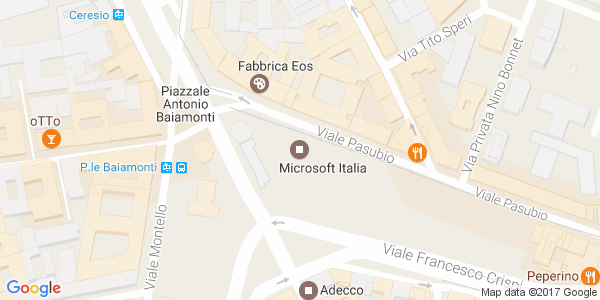 Ceresio
Via Tito Speri
Fabbrica Eos
Via Privata Nino Bonnet
Piazzale
Antonio
Baiamonti
oTTo
Viale Pasubio
P.le Baiamonti
Microsoft Italia
Viale Pasubio
Viale Montello
Viale Francesco Crispi
Peperino
Adecco
Google
Map data ©2017 Google